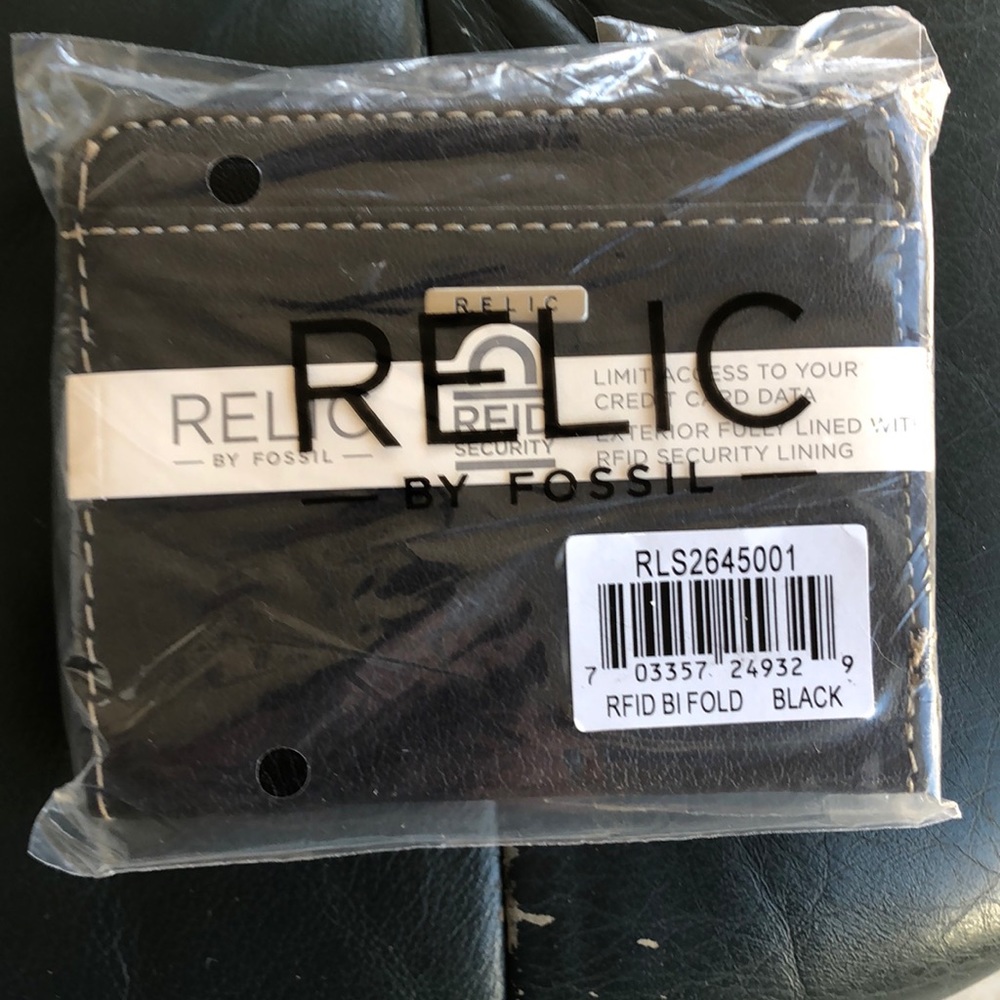 RELIC
RELIC
BY FOSSIL
RELIC
BY FOSSIL
RFID
SECURITY
LIMIT ACCESS TO YOUR
CREDIT CARD DATA
EXTERIOR FULLY LINED WITH
RFID SECURITY LINING
RLS2645001
7 03357 24932 9
RFID BI FOLD BLACK